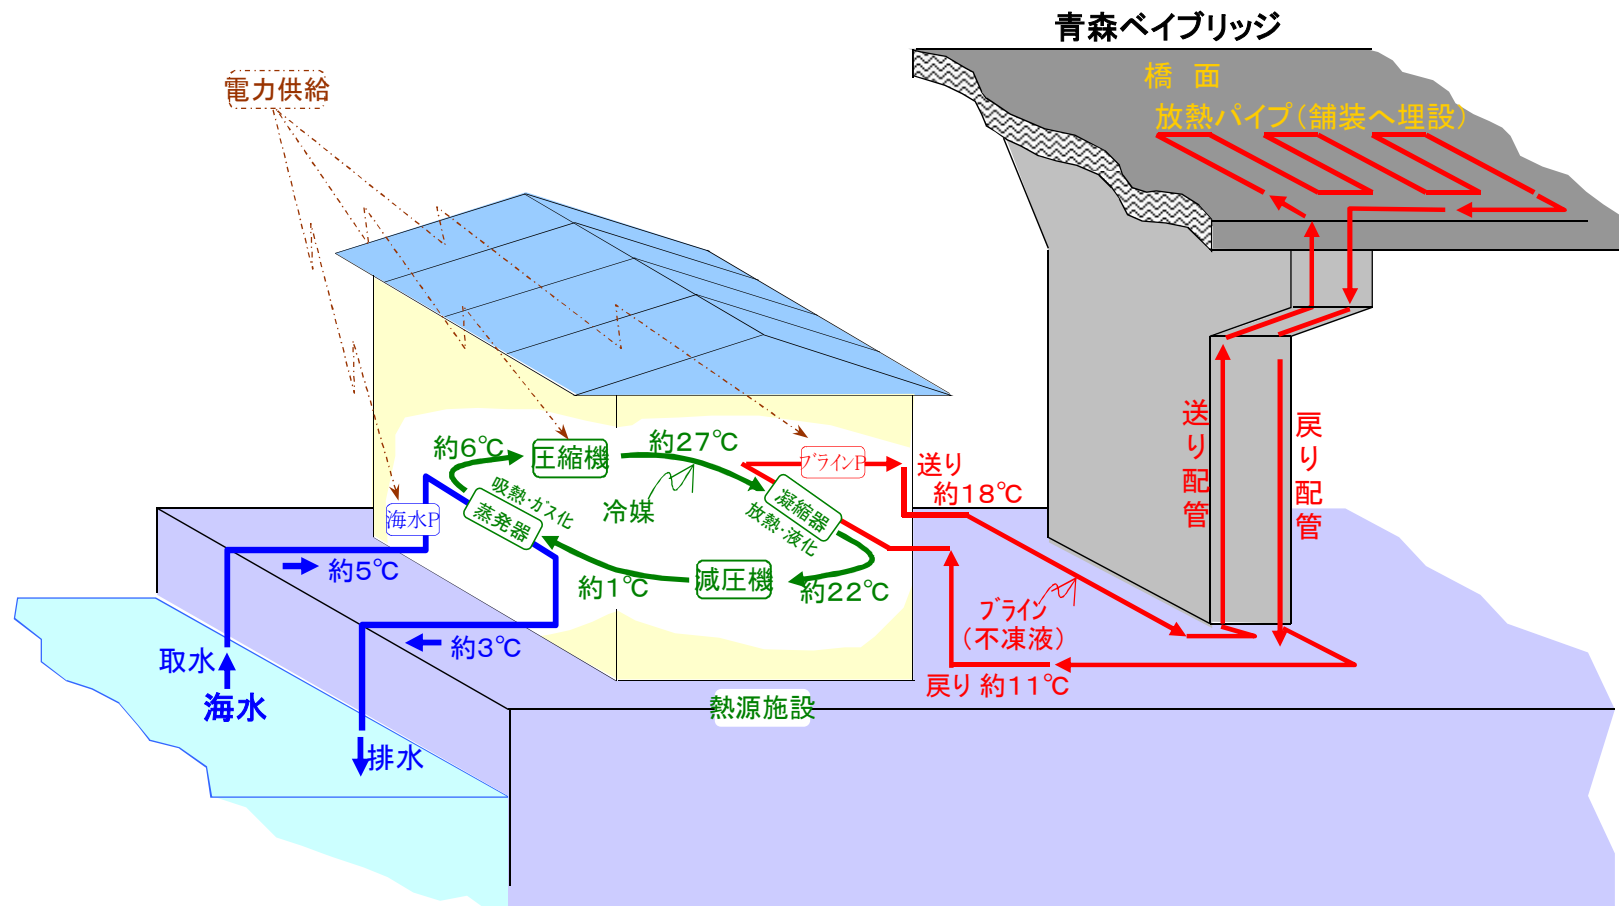 青森ベイブリッジ
橋 面
放熱パイプ(舗装へ埋設)
電力供給
約6℃
圧縮機
約27℃
ブラインP
送り
約18℃
海水P
吸熱・ガス化
蒸発器
冷媒
凝縮器
放熱・液化
約5℃
約1℃
減圧機
約22℃
約3℃
取水
海水
排水
ブライン
(不凍液)
戻り 約11℃
熱源施設
送り配管
戻り配管